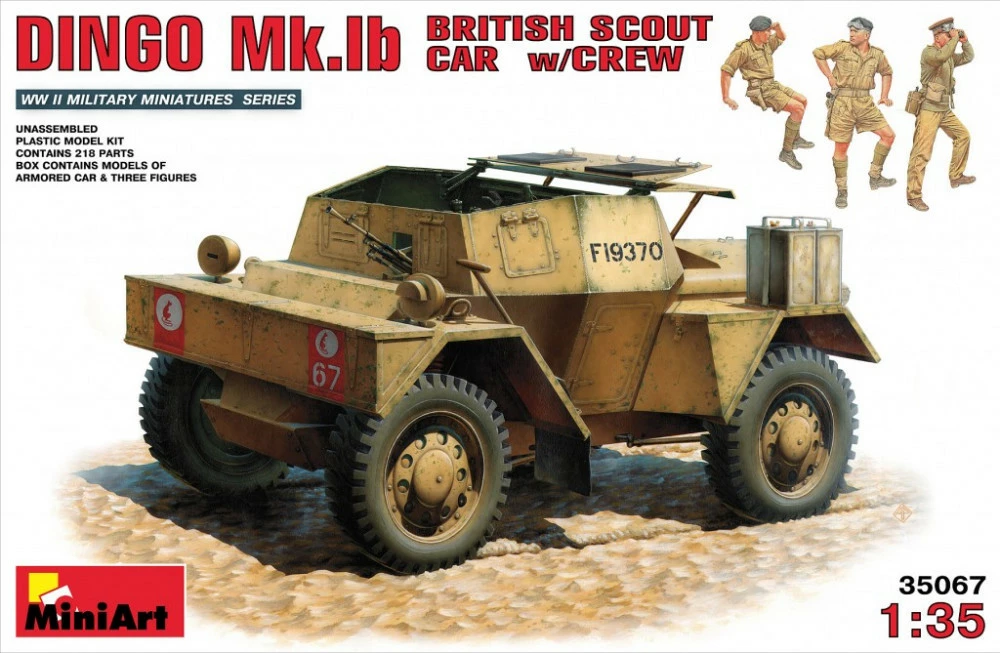 DINGO Mk.Ib BRITISH SCOUT
CAR w/CREW
WW II MILITARY MINIATURES SERIES
UNASSEMBLED
PLASTIC MODEL KIT
CONTAINS 218 PARTS
BOX CONTAINS MODELS OF
ARMORED CAR & THREE FIGURES
F19370
67
MiniArt
35067
1:35